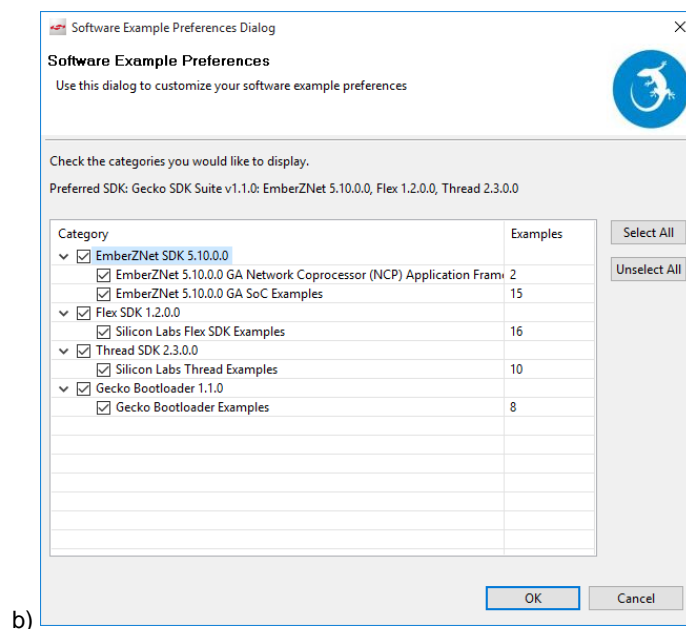 Software Example Preferences Dialog
Software Example Preferences
Use this dialog to customize your software example preferences
Check the categories you would like to display.
Preferred SDK: Gecko SDK Suite v1.1.0: EmberZNet 5.10.0.0, Flex 1.2.0.0, Thread 2.3.0.0
Category Examples Select All
EmberZNet SDK 5.10.0.0
EmberZNet 5.10.0.0 GA Network Coprocessor (NCP) Application Fram 2 Unselect All
EmberZNet 5.10.0.0 GA SoC Examples 15
Flex SDK 1.2.0.0
Silicon Labs Flex SDK Examples 16
Thread SDK 2.3.0.0
Silicon Labs Thread Examples 10
Gecko Bootloader 1.1.0
Gecko Bootloader Examples 8
OK Cancel
b)